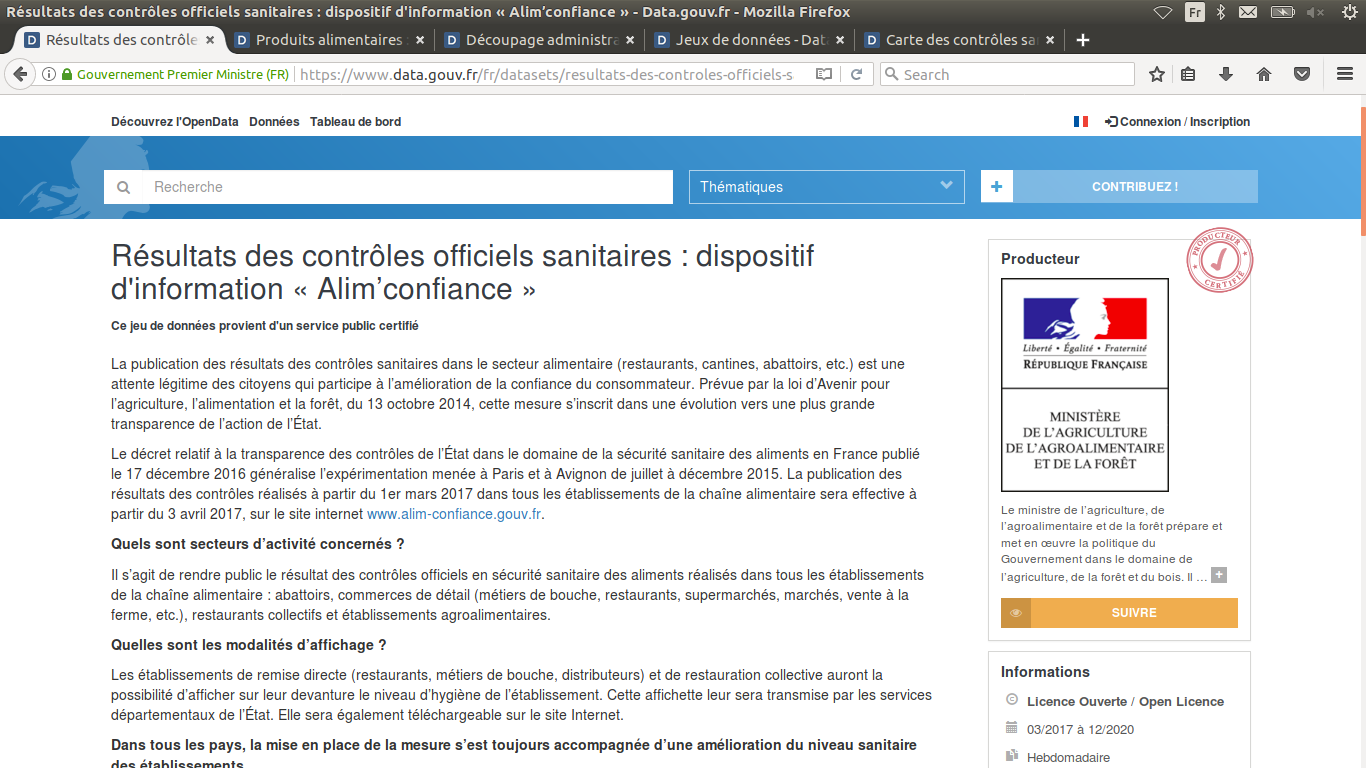 Résultats des contrôles officiels sanitaires : dispositif d'information « Alim’confiance » - Data.gouv.fr - Mozilla Firefox
Fr
Résultats des contrôle
Produits alimentaires
Découpage administra
Jeux de données - Dat
Carte des contrôles sa
Gouvernement Premier Ministre (FR)
https://www.data.gouv.fr/fr/datasets/resultats-des-controles-officiels-s
Search
Découvrez l'OpenData Données Tableau de bord
Connexion / Inscription
Recherche
Thématiques
CONTRIBUEZ !
Résultats des contrôles officiels sanitaires : dispositif
d'information « Alim’confiance »
Ce jeu de données provient d'un service public certifié
La publication des résultats des contrôles sanitaires dans le secteur alimentaire (restaurants, cantines, abattoirs, etc.) est une
attente légitime des citoyens qui participe à l’amélioration de la confiance du consommateur. Prévue par la loi d’Avenir pour
l’agriculture, l’alimentation et la forêt, du 13 octobre 2014, cette mesure s’inscrit dans une évolution vers une plus grande
transparence de l’action de l’État.
Le décret relatif à la transparence des contrôles de l’État dans le domaine de la sécurité sanitaire des aliments en France publié
le 17 décembre 2016 généralise l’expérimentation menée à Paris et à Avignon de juillet à décembre 2015. La publication des
résultats des contrôles réalisés à partir du 1er mars 2017 dans tous les établissements de la chaîne alimentaire sera effective à
partir du 3 avril 2017, sur le site internet www.alim-confiance.gouv.fr.
Quels sont secteurs d’activité concernés ?
Il s’agit de rendre public le résultat des contrôles officiels en sécurité sanitaire des aliments réalisés dans tous les établissements
de la chaîne alimentaire : abattoirs, commerces de détail (métiers de bouche, restaurants, supermarchés, marchés, vente à la
ferme, etc.), restaurants collectifs et établissements agroalimentaires.
Quelles sont les modalités d’affichage ?
Les établissements de remise directe (restaurants, métiers de bouche, distributeurs) et de restauration collective auront la
possibilité d’afficher sur leur devanture le niveau d’hygiène de l’établissement. Cette affichette leur sera transmise par les services
départementaux de l’État. Elle sera également téléchargeable sur le site Internet.
Dans tous les pays, la mise en place de la mesure s’est toujours accompagnée d’une amélioration du niveau sanitaire
des établissements
Producteur
PRODUCTEUR
CERTIFIÉ
Liberté • Égalité • Fraternité
RÉPUBLIQUE FRANÇAISE
MINISTÈRE
DE L’AGRICULTURE
DE L’AGROALIMENTAIRE
ET DE LA FORÊT
Le ministre de l’agriculture, de
l’agroalimentaire et de la forêt prépare et
met en œuvre la politique du
Gouvernement dans le domaine de
l’agriculture, de la forêt et du bois. Il …
SUIVRE
Informations
Licence Ouverte / Open Licence
03/2017 à 12/2020
Hebdomadaire